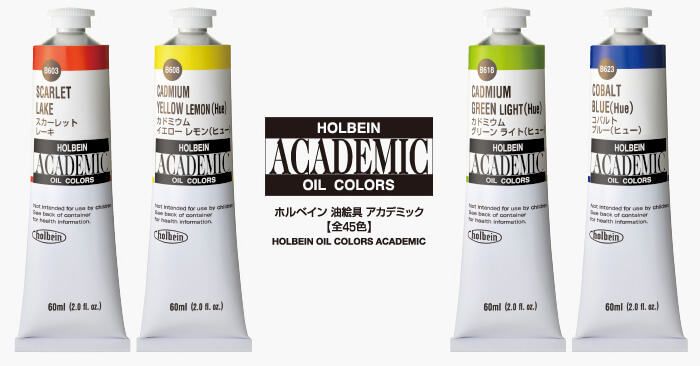 B603
SCARLET
LAKE
スカーレット
レーキ
HOLBEIN
ACADEMIC
OIL COLORS
Not intended for use by children.
See back of container
for health information.
holbein
60ml (2.0 fl. oz.)
B608
CADMIUM
YELLOW LEMON(Hue)
カドミウム
イエロー レモン(ヒュー)
HOLBEIN
ACADEMIC
OIL COLORS
Not intended for use by children.
See back of container
for health information.
holbein
60ml (2.0 fl. oz.)
HOLBEIN
ACADEMIC
OIL COLORS
ホルベイン 油絵具 アカデミック
【全45色】
HOLBEIN OIL COLORS ACADEMIC
B618
CADMIUM
GREEN LIGHT(Hue)
カドミウム
グリーン ライト(ヒュー
HOLBEIN
ACADEMIC
OIL COLORS
Not intended for use by children.
See back of container
for health information.
holbein
60ml (2.0 fl. oz.)
B623
COBALT
BLUE(Hue)
コバルト
ブルー(ヒュー)
HOLBEIN
ACADEMIC
OIL COLORS
Not intended for use by children.
See back of container
for health information.
holbein
60ml (2.0 fl. oz.)